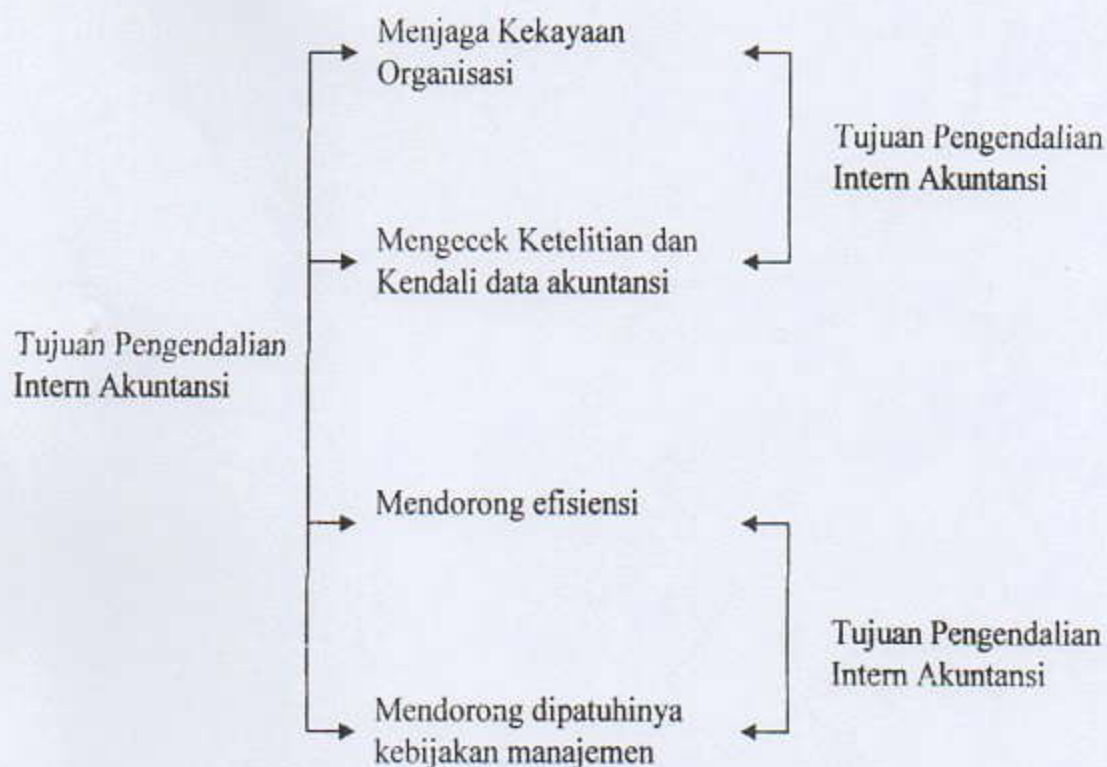 Menjaga Kekayaan
Organisasi
Tujuan Pengendalian
Intern Akuntansi
Mengecek Ketelitian dan
Kendali data akuntansi
Tujuan Pengendalian
Intern Akuntansi
Mendorong efisiensi
Tujuan Pengendalian
Intern Akuntansi
Mendorong dipatuhinya
kebijakan manajemen